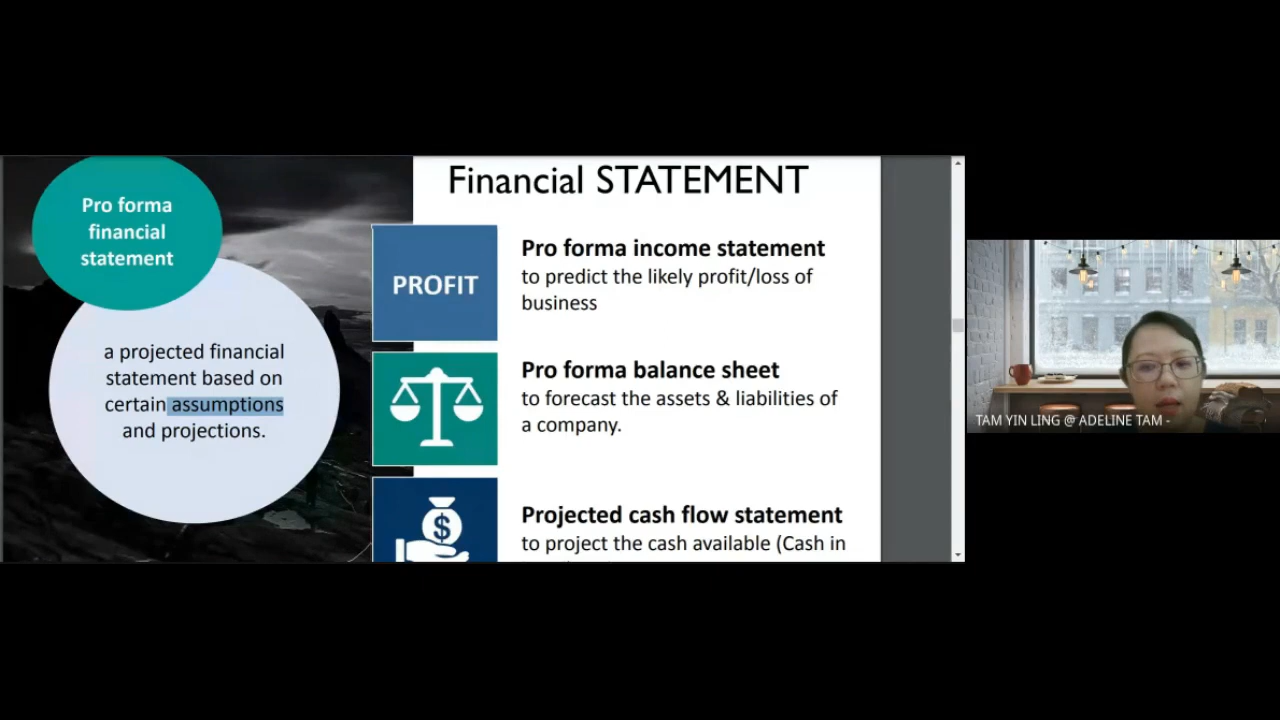 Financial STATEMENT
Pro forma
financial
statement
a projected financial
statement based on
certain assumptions
and projections.
PROFIT
Pro forma income statement
to predict the likely profit/loss of
business
Pro forma balance sheet
to forecast the assets & liabilities of
a company.
$
Projected cash flow statement
to project the cash available (Cash in
TAM YIN LING @ ADELINE TAM -